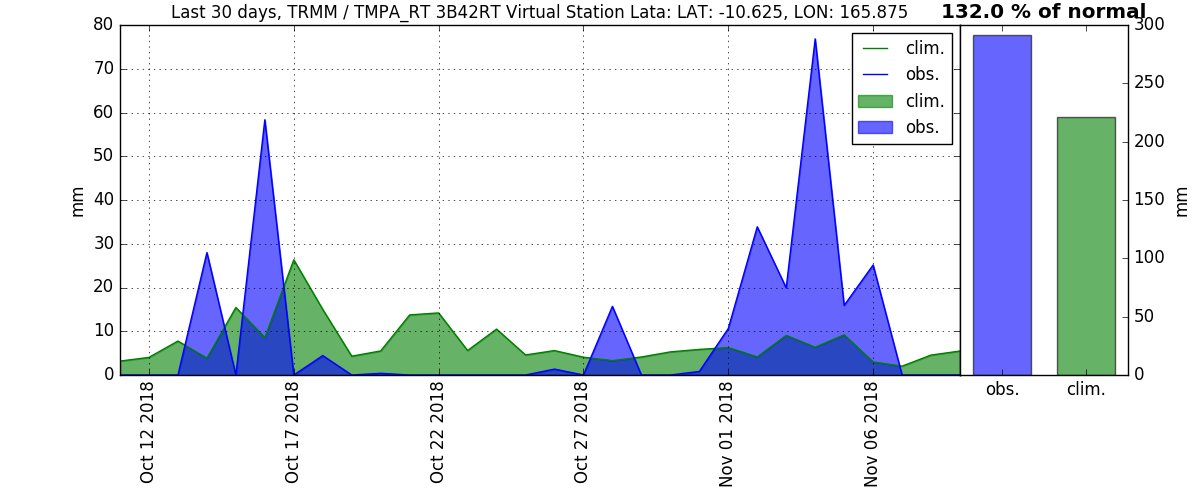 Last 30 days, TRMM / TMPA_RT 3B42RT Virtual Station Lata: LAT: -10.625, LON: 165.875
132.0 % of normal
80
70
60
50
40
30
20
10
0
mm
clim.
obs.
clim.
obs.
Oct 12 2018
Oct 17 2018
Oct 22 2018
Oct 27 2018
Nov 01 2018
Nov 06 2018
300
250
200
150
100
50
0
mm
obs.
clim.